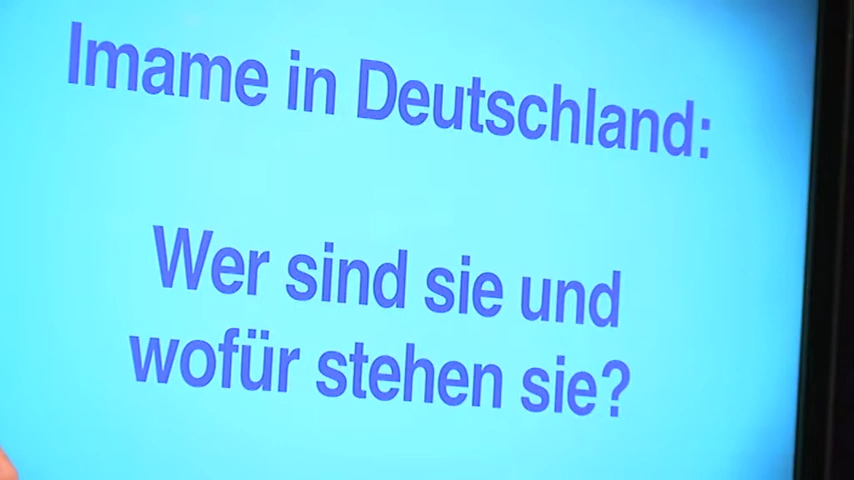 Imame in Deutschland:
Wer sind sie und
wofür stehen sie?